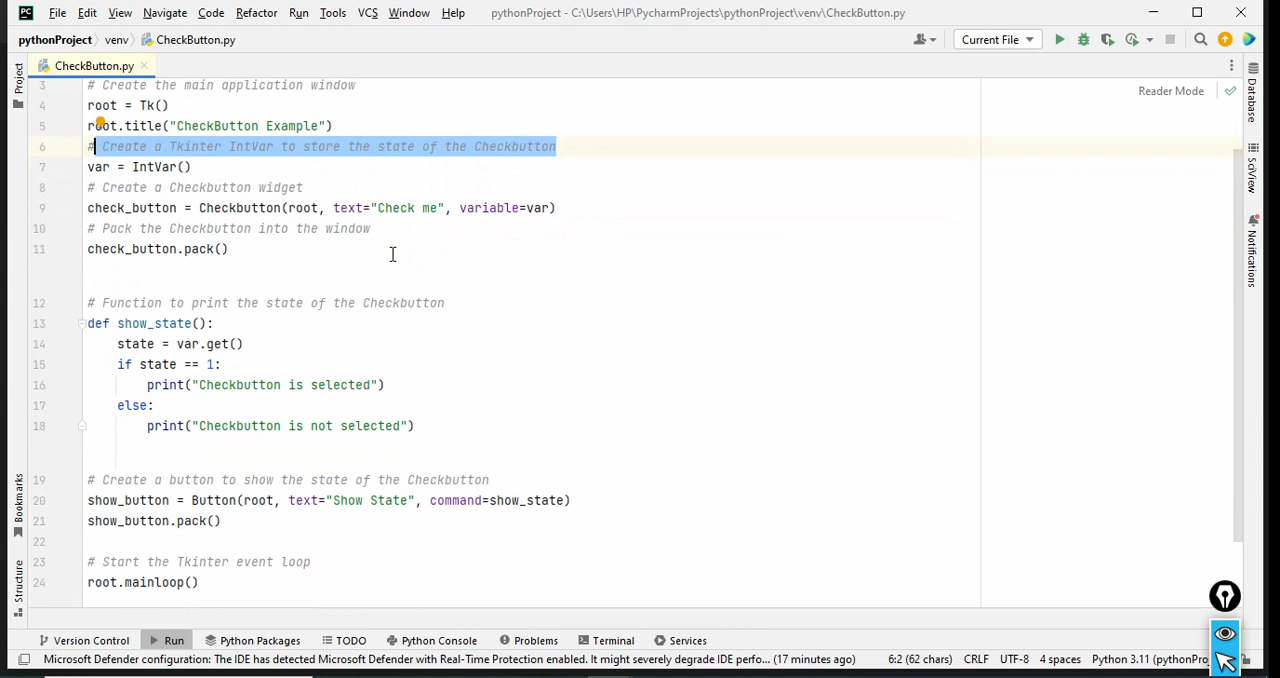 PC File Edit View Navigate Code Refactor Run Tools VCS Window Help pythonProject - C:\Users\HP\PycharmProjects\pythonProject\venv\CheckButton.py
pythonProject venv CheckButton.py Current File
CheckButton.py
Reader Mode
3 # Create the main application window
4 root = Tk()
5 root.title("CheckButton Example")
6 # Create a Tkinter IntVar to store the state of the Checkbutton
7 var = IntVar()
8 # Create a Checkbutton widget
9 check_button = Checkbutton(root, text="Check me", variable=var)
10 # Pack the Checkbutton into the window
11 check_button.pack()
12 # Function to print the state of the Checkbutton
13 def show_state():
14 state = var.get()
15 if state == 1:
16 print("Checkbutton is selected")
17 else:
18 print("Checkbutton is not selected")
19 # Create a button to show the state of the Checkbutton
20 show_button = Button(root, text="Show State", command=show_state)
21 show_button.pack()
22
23 # Start the Tkinter event loop
24 root.mainloop()
Project
Bookmarks
Structure
Database
SciView
Notifications
Version Control Run Python Packages TODO Python Console Problems Terminal Services
Microsoft Defender configuration: The IDE has detected Microsoft Defender with Real-Time Protection enabled. It might severely degrade IDE perfo... (17 minutes ago) 6:2 (62 chars) CRLF UTF-8 4 spaces Python 3.11 (pythonProj